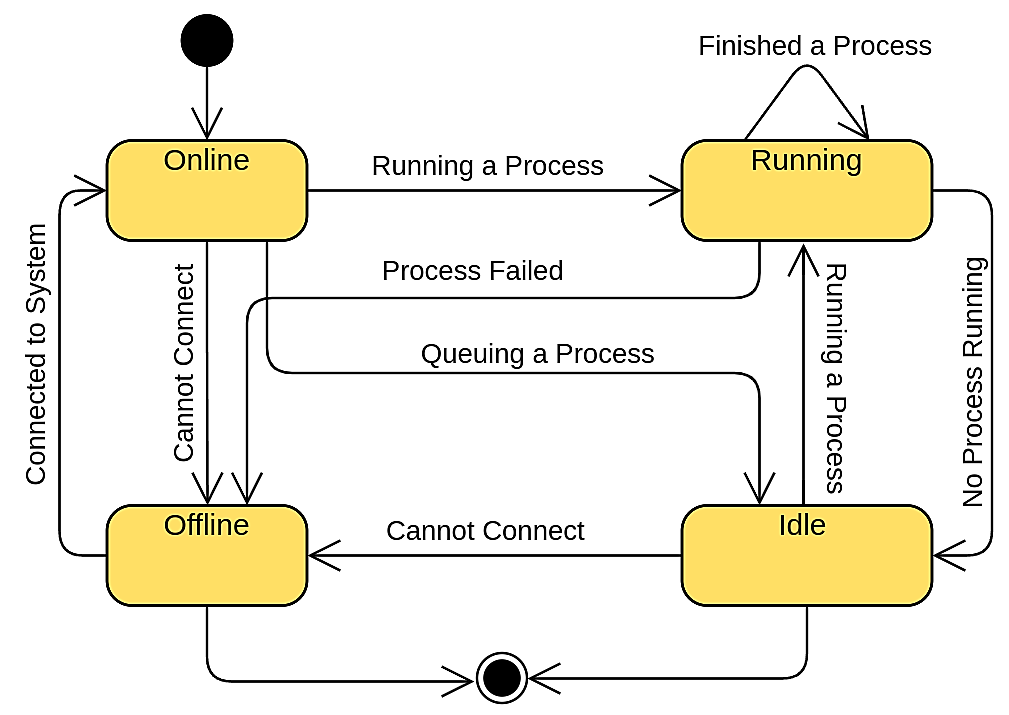 Finished a Process
Online
Running a Process
Running
Connected to System
Cannot Connect
Process Failed
Queuing a Process
Running a Process
No Process Running
Offline
Cannot Connect
Idle